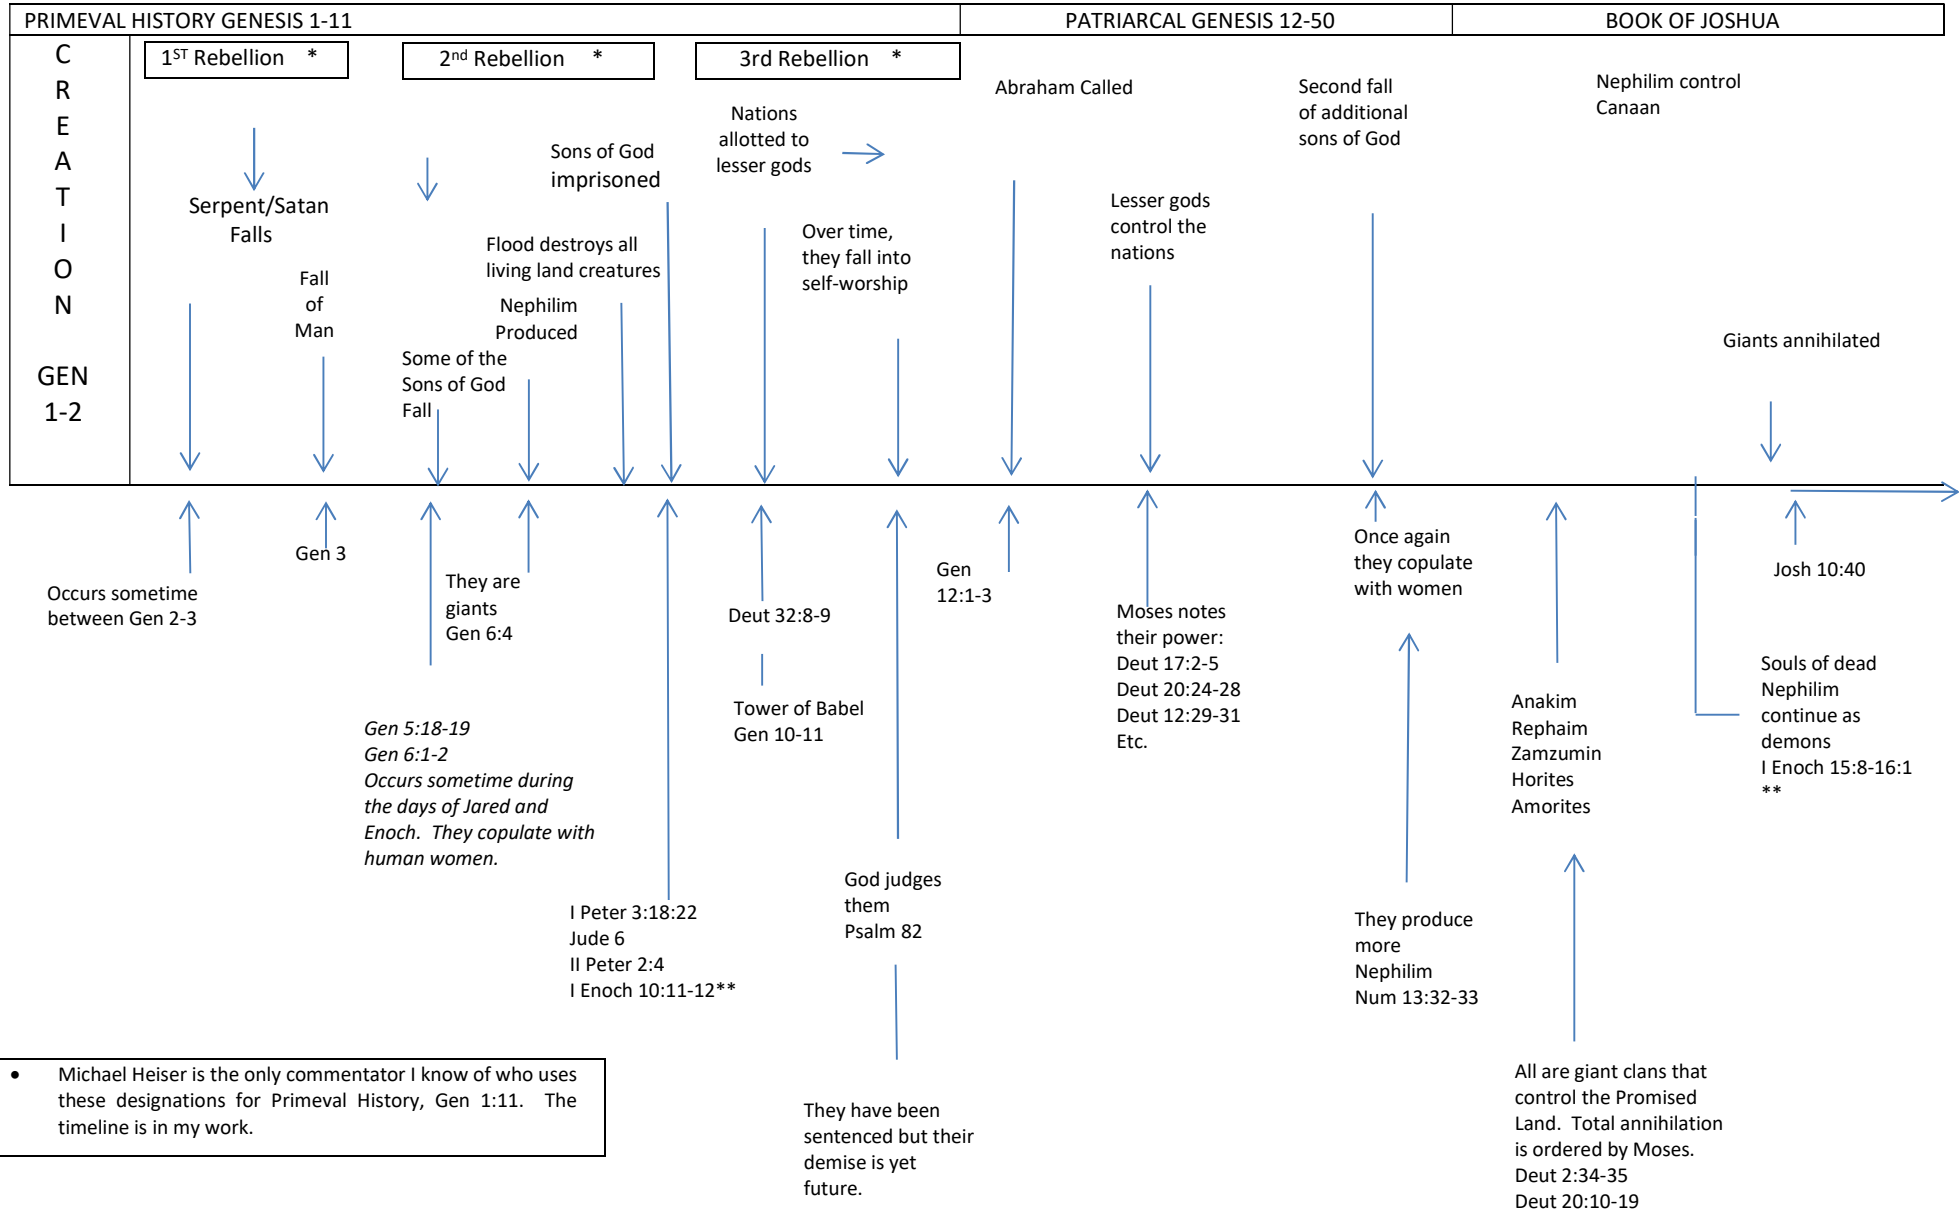 PRIMEVAL HISTORY GENESIS 1-11
PATRIARCAL GENESIS 12-50
BOOK OF JOSHUA
C
R
E
A
T
I
O
N
GEN
1-2
1ST Rebellion *
2nd Rebellion *
3rd Rebellion *
Serpent/Satan
Falls
Fall
of
Man
Some of the
Sons of God
Fall
Flood destroys all
living land creatures
Nephilim
Produced
Sons of God
imprisoned
Nations
allotted to
lesser gods
Over time,
they fall into
self-worship
Abraham Called
Lesser gods
control the
nations
Second fall
of additional
sons of God
Nephilim control
Canaan
Giants annihilated
Occurs sometime
between Gen 2-3
Gen 3
Gen 5:18-19
Gen 6:1-2
Occurs sometime during
the days of Jared and
Enoch. They copulate with
human women.
They are
giants
Gen 6:4
I Peter 3:18:22
Jude 6
II Peter 2:4
I Enoch 10:11-12**
Deut 32:8-9
Tower of Babel
Gen 10-11
God judges
them
Psalm 82
They have been
sentenced but their
demise is yet
future.
Gen
12:1-3
Moses notes
their power:
Deut 17:2-5
Deut 20:24-28
Deut 12:29-31
Etc.
Once again
they copulate
with women
They produce
more
Nephilim
Num 13:32-33
Anakim
Rephaim
Zamzumin
Horites
Amorites
All are giant clans that
control the Promised
Land. Total annihilation
is ordered by Moses.
Deut 2:34-35
Deut 20:10-19
Josh 10:40
Souls of dead
Nephilim
continue as
demons
I Enoch 15:8-16:1
**
• Michael Heiser is the only commentator I know of who uses
these designations for Primeval History, Gen 1:11. The
timeline is in my work.